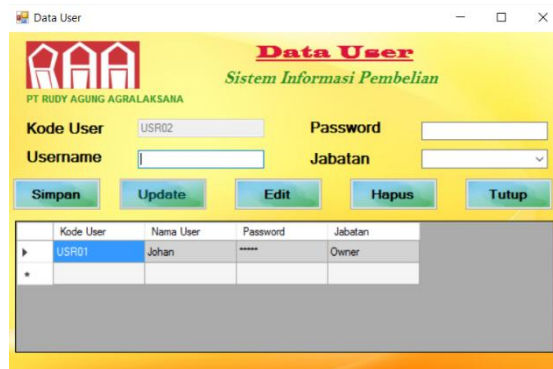 Data User
RAA
Data User
Sistem Informasi Pembelian
PT RUDY AGUNG AGRALAKSANA
Kode User USR02 Password
Username Jabatan
Simpan Update Edit Hapus Tutup
Kode User Nama User Password Jabatan
USR01 Johan ***** Owner